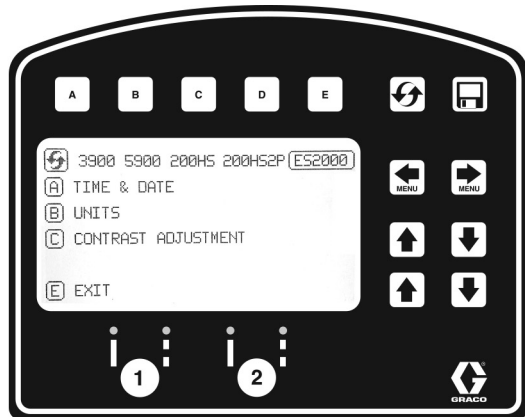 A B C D E
3900 5900 200HS 200HS2P ES2000
A TIME & DATE
B UNITS
C CONTRAST ADJUSTMENT
E EXIT
MENU MENU
1 2
G
GRACO